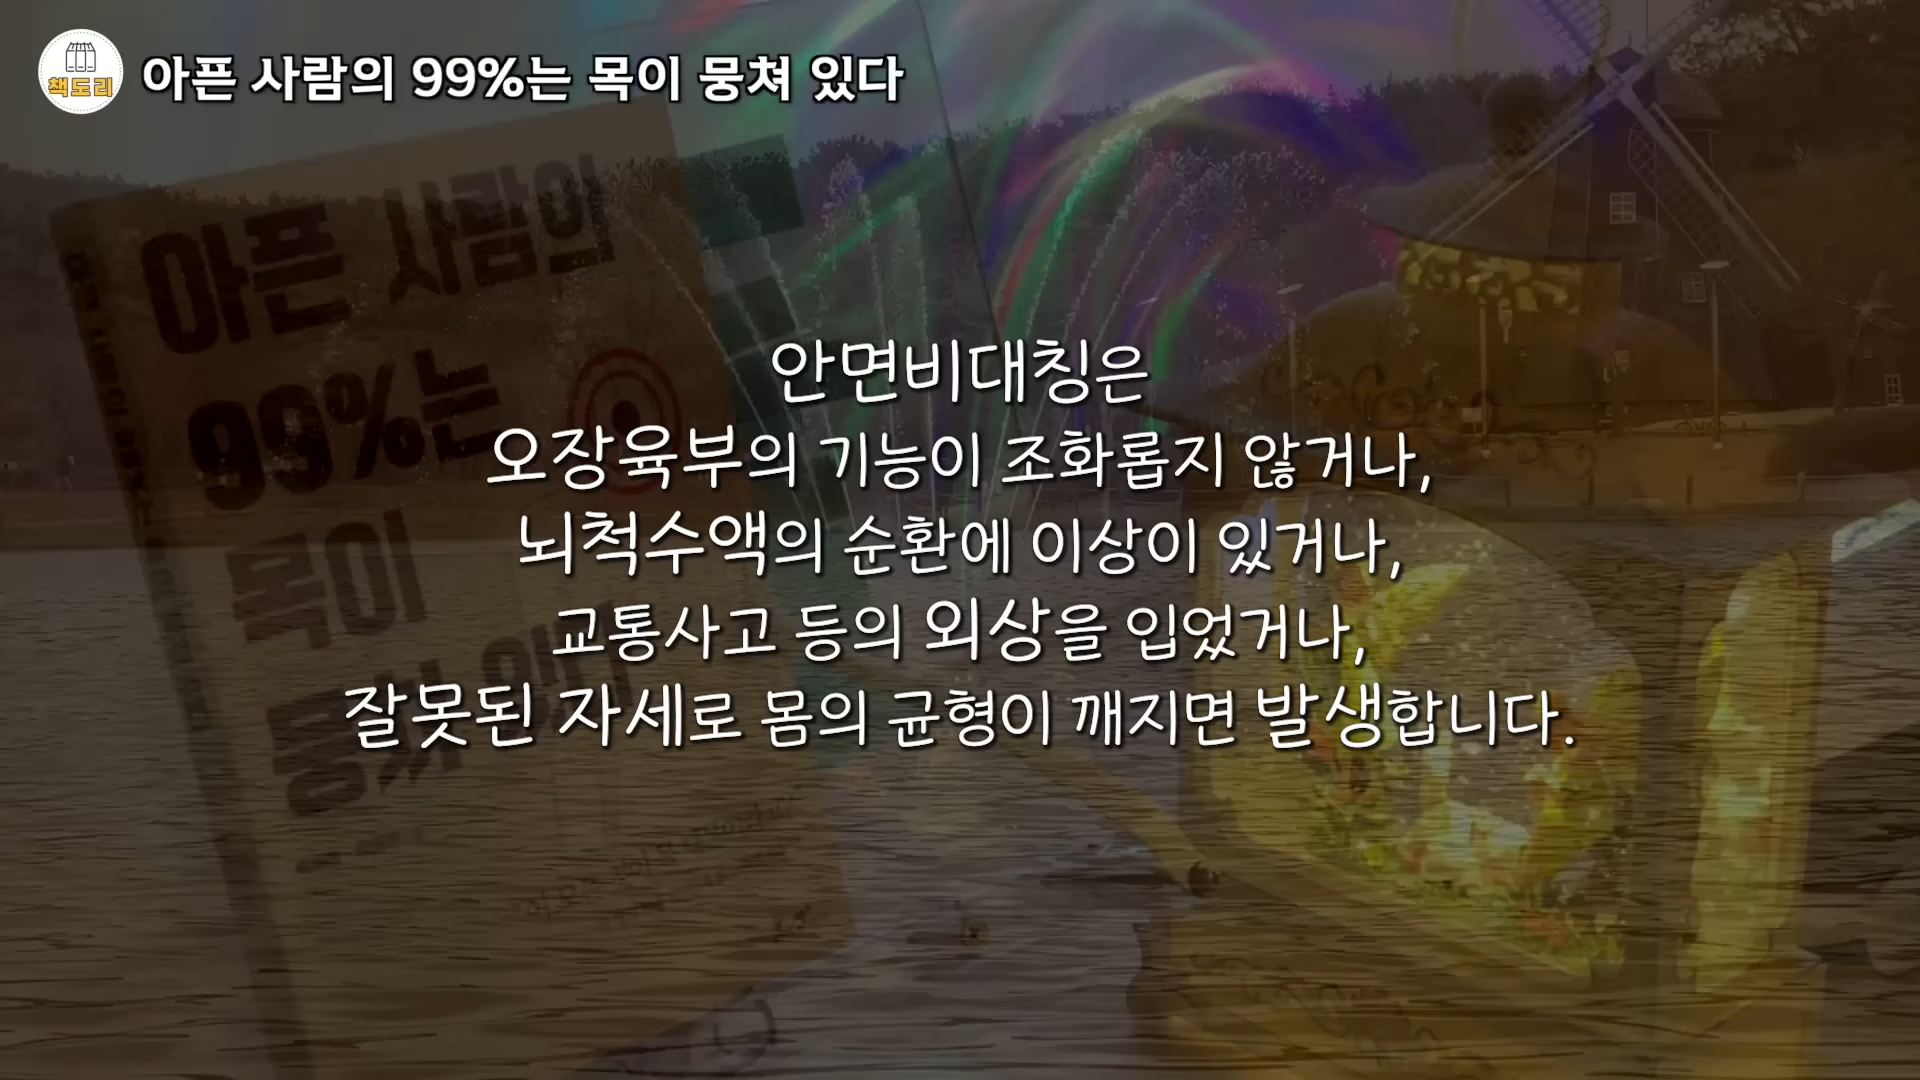 책도리
아픈 사람의 99%는 목이 뭉쳐 있다
아픈 사람의
99%는
목이
뭉쳐 있다
안면비대칭은
오장육부의 기능이 조화롭지 않거나,
뇌척수액의 순환에 이상이 있거나,
교통사고 등의 외상을 입었거나,
잘못된 자세로 몸의 균형이 깨지면 발생합니다.